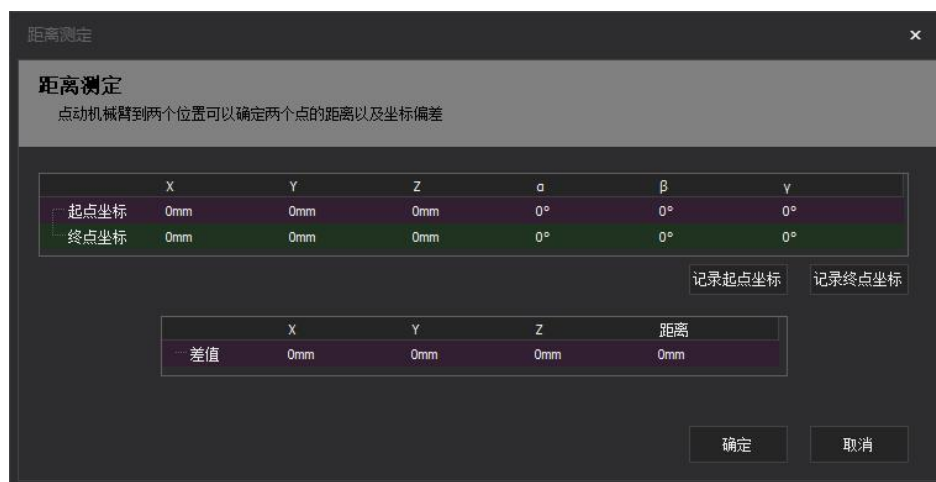 距离测定
×
距离测定
点动机械臂到两个位置可以确定两个点的距离以及坐标偏差
X Y Z α β γ
起点坐标 0mm 0mm 0mm 0° 0° 0°
终点坐标 0mm 0mm 0mm 0° 0° 0°
记录起点坐标 记录终点坐标
X Y Z 距离
差值 0mm 0mm 0mm 0mm
确定 取消